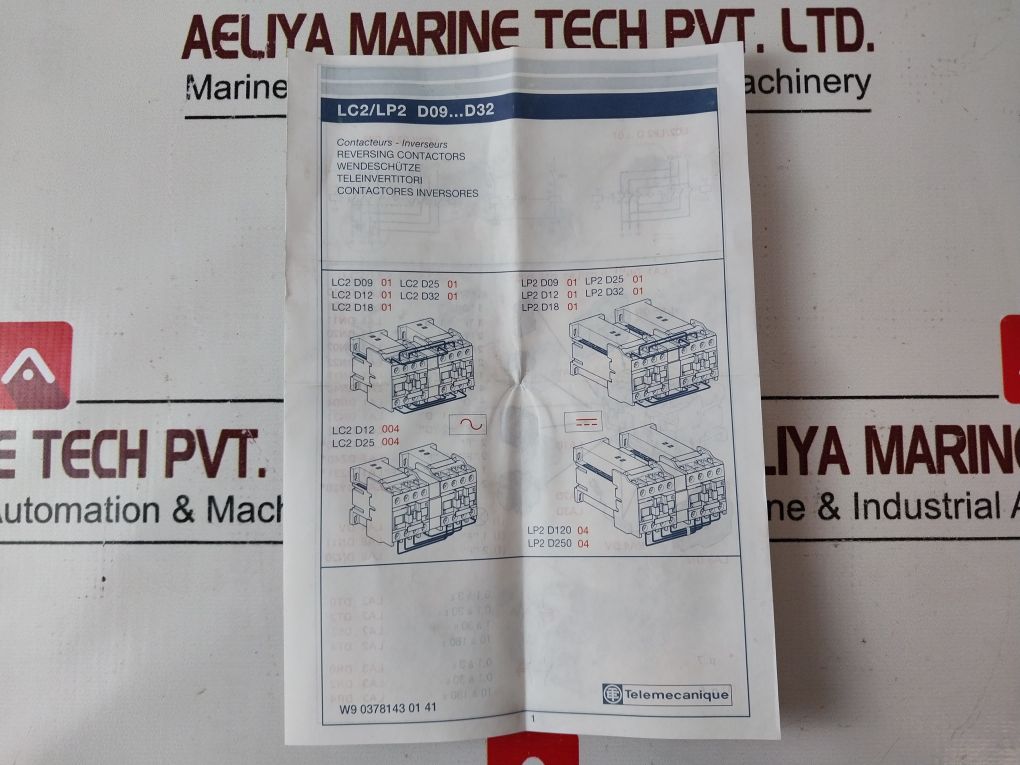 AELIYA MARINE TECH PVT. LTD.
Marine achinery
LC2/LP2 D09...D32
Contacteurs - Inverseurs
REVERSING CONTACTORS
WENDESCHÜTZE
TELEINVERTITORI
CONTACTORES INVERSORES
LC2 D09 01 LC2 D25 01
LC2 D12 01 LC2 D32 01
LC2 D18 01
LP2 D09 01 LP2 D25 01
LP2 D12 01 LP2 D32 01
LP2 D18 01
LC2 D12 004
LC2 D25 004
LP2 D120 04
LP2 D250 04
E TECH PVT.
utomation & Mach
ELIYA MARINE
ne & Industrial A
Telemecanique
W9 0378143 01 41
1